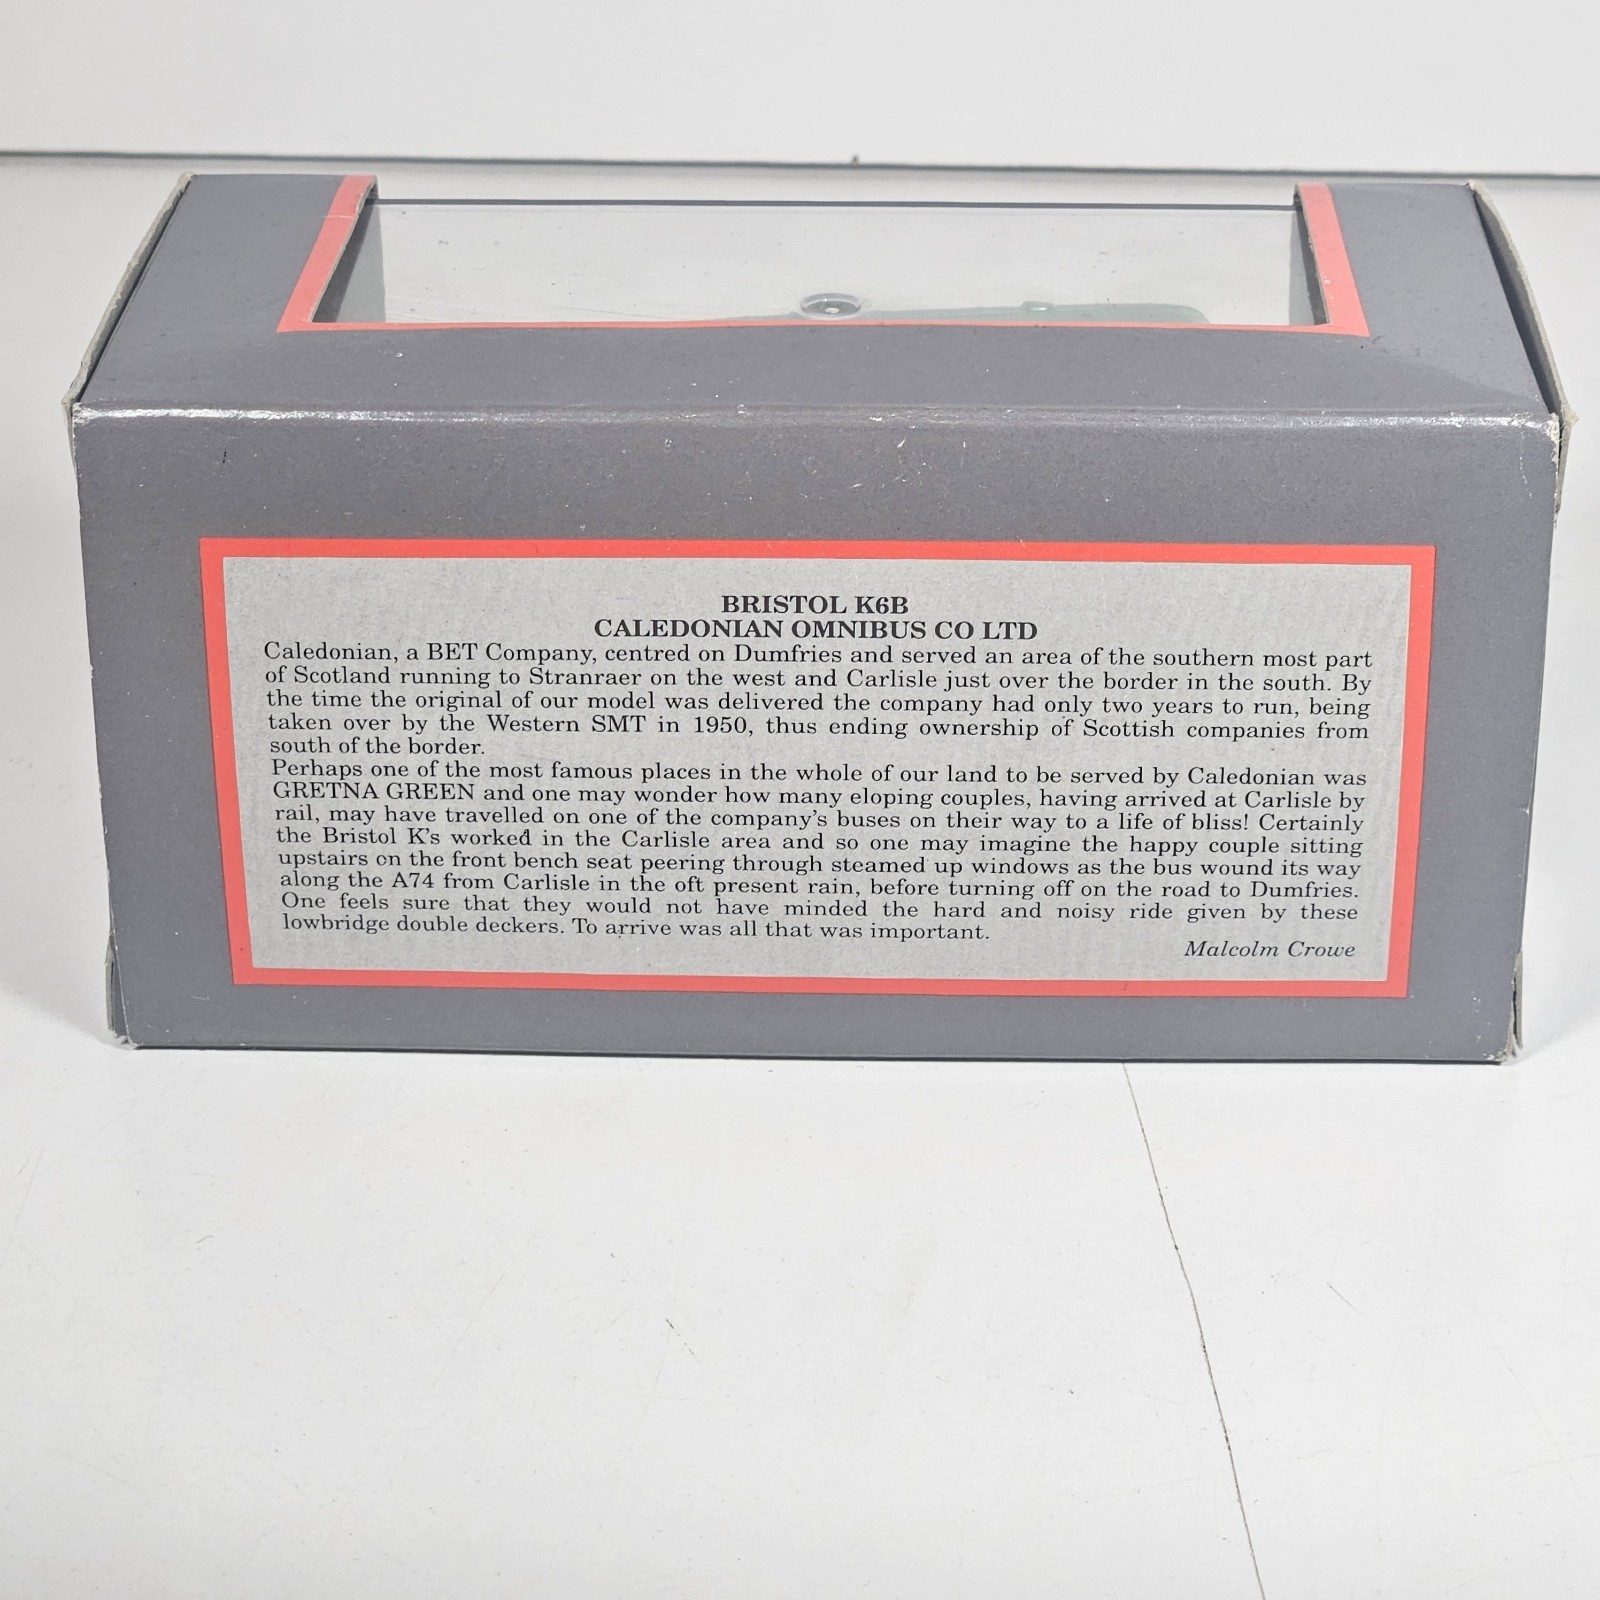 BRISTOL K6B
CALEDONIAN OMNIBUS CO LTD
Caledonian, a BET Company, centred on Dumfries and served an area of the southern most part
of Scotland running to Stranraer on the west and Carlisle just over the border in the south. By
the time the original of our model was delivered the company had only two years to run, being
taken over by the Western SMT in 1950, thus ending ownership of Scottish companies from
south of the border.
Perhaps one of the most famous places in the whole of our land to be served by Caledonian was
GRETNA GREEN and one may wonder how many eloping couples, having arrived at Carlisle by
rail, may have travelled on one of the company's buses on their way to a life of bliss! Certainly
the Bristol K's worked in the Carlisle area and so one may imagine the happy couple sitting
upstairs on the front bench seat peering through steamed up windows as the bus wound its way
along the A74 from Carlisle in the oft present rain, before turning off on the road to Dumfries.
One feels sure that they would not have minded the hard and noisy ride given by these
lowbridge double deckers. To arrive was all that was important.
Malcolm Crowe